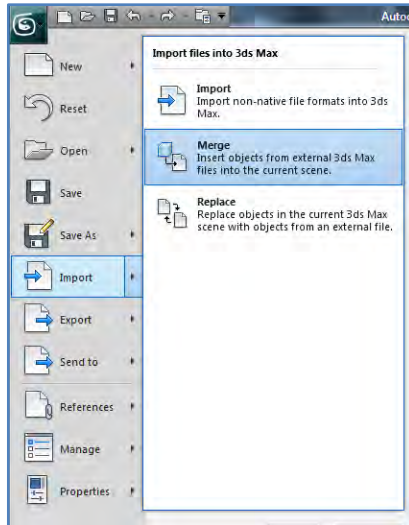 Autod
New
Reset
Open
Save
Save As
Import
Export
Send to
References
Manage
Properties
Import files into 3ds Max
Import
Import non-native file formats into 3ds
Max.
Merge
Insert objects from external 3ds Max
files into the current scene.
Replace
Replace objects in the current 3ds Max
scene with objects from an external file.